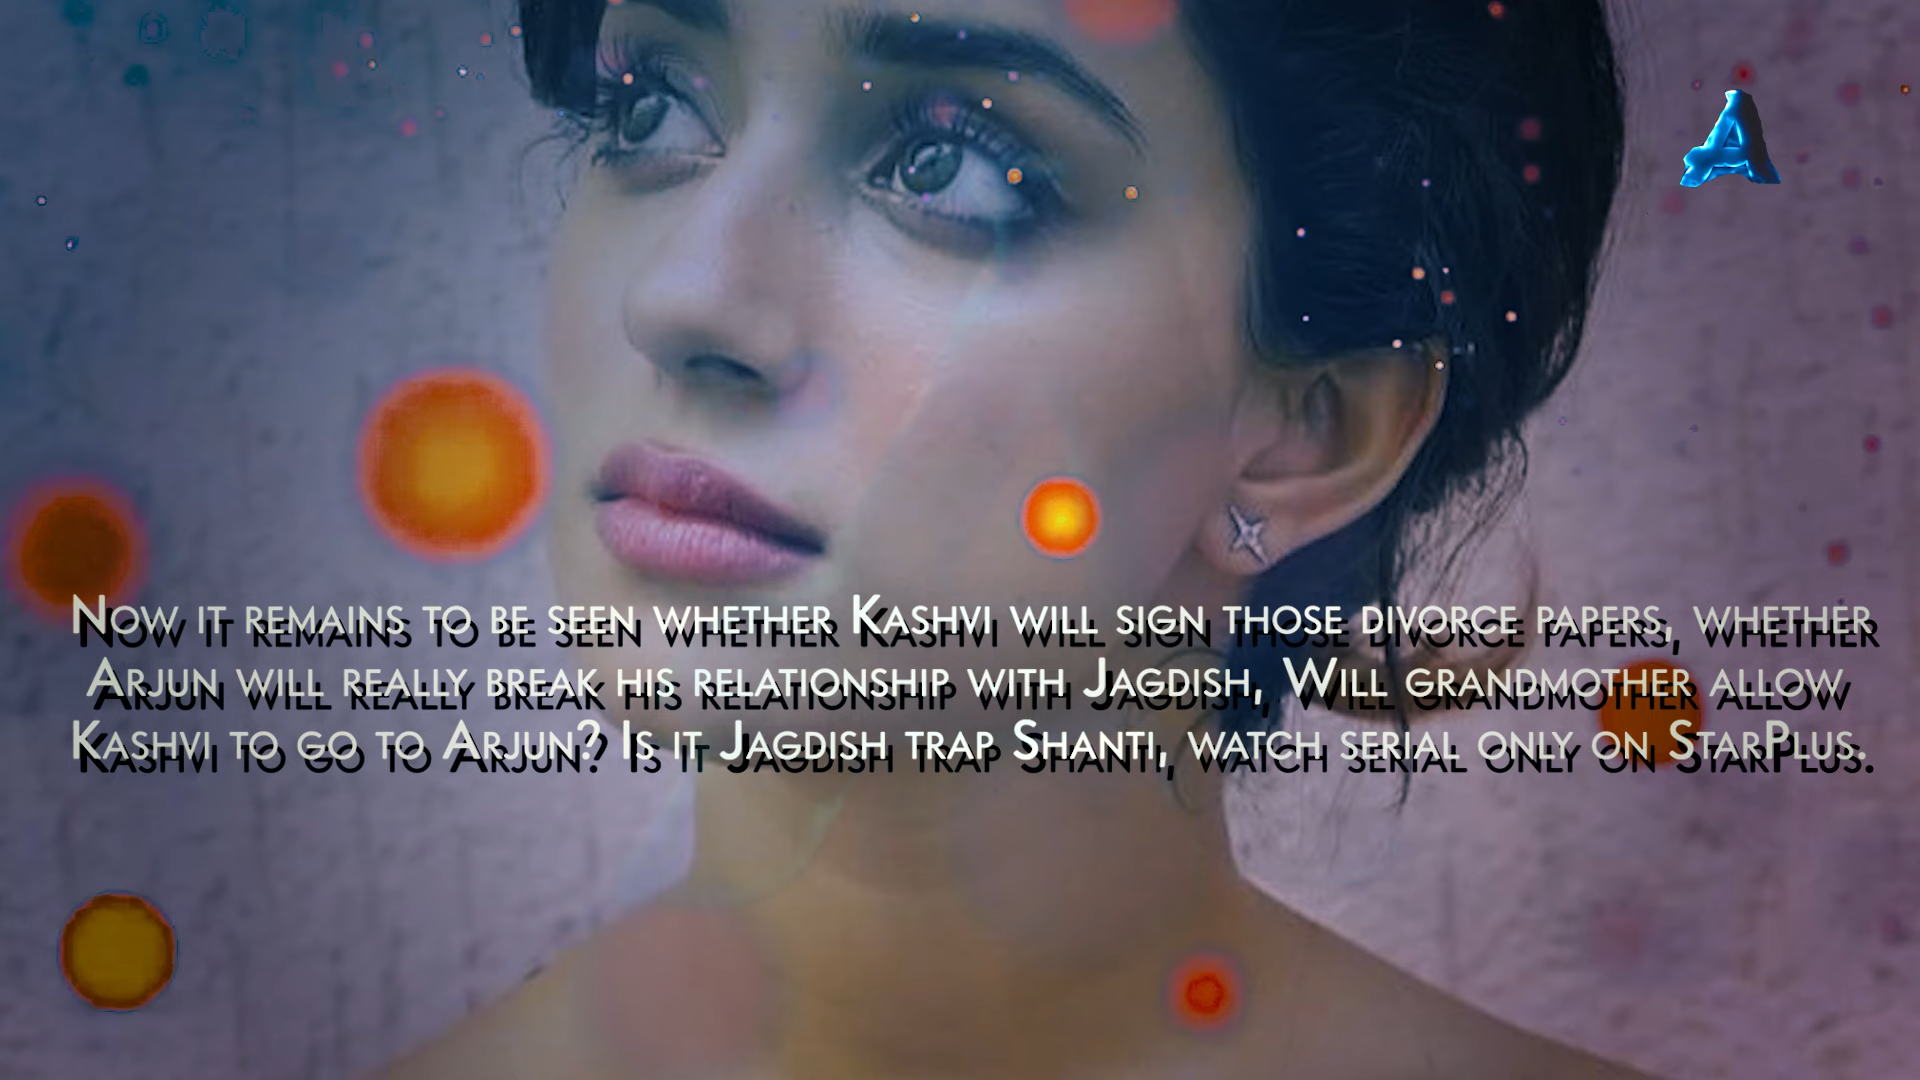 A
Now it remains to be seen whether Kashvi will sign those divorce papers, whether
Arjun will really break his relationship with Jagdish, Will grandmother allow
Kashvi to go to Arjun? Is it Jagdish trap Shanti, watch serial only on StarPlus.